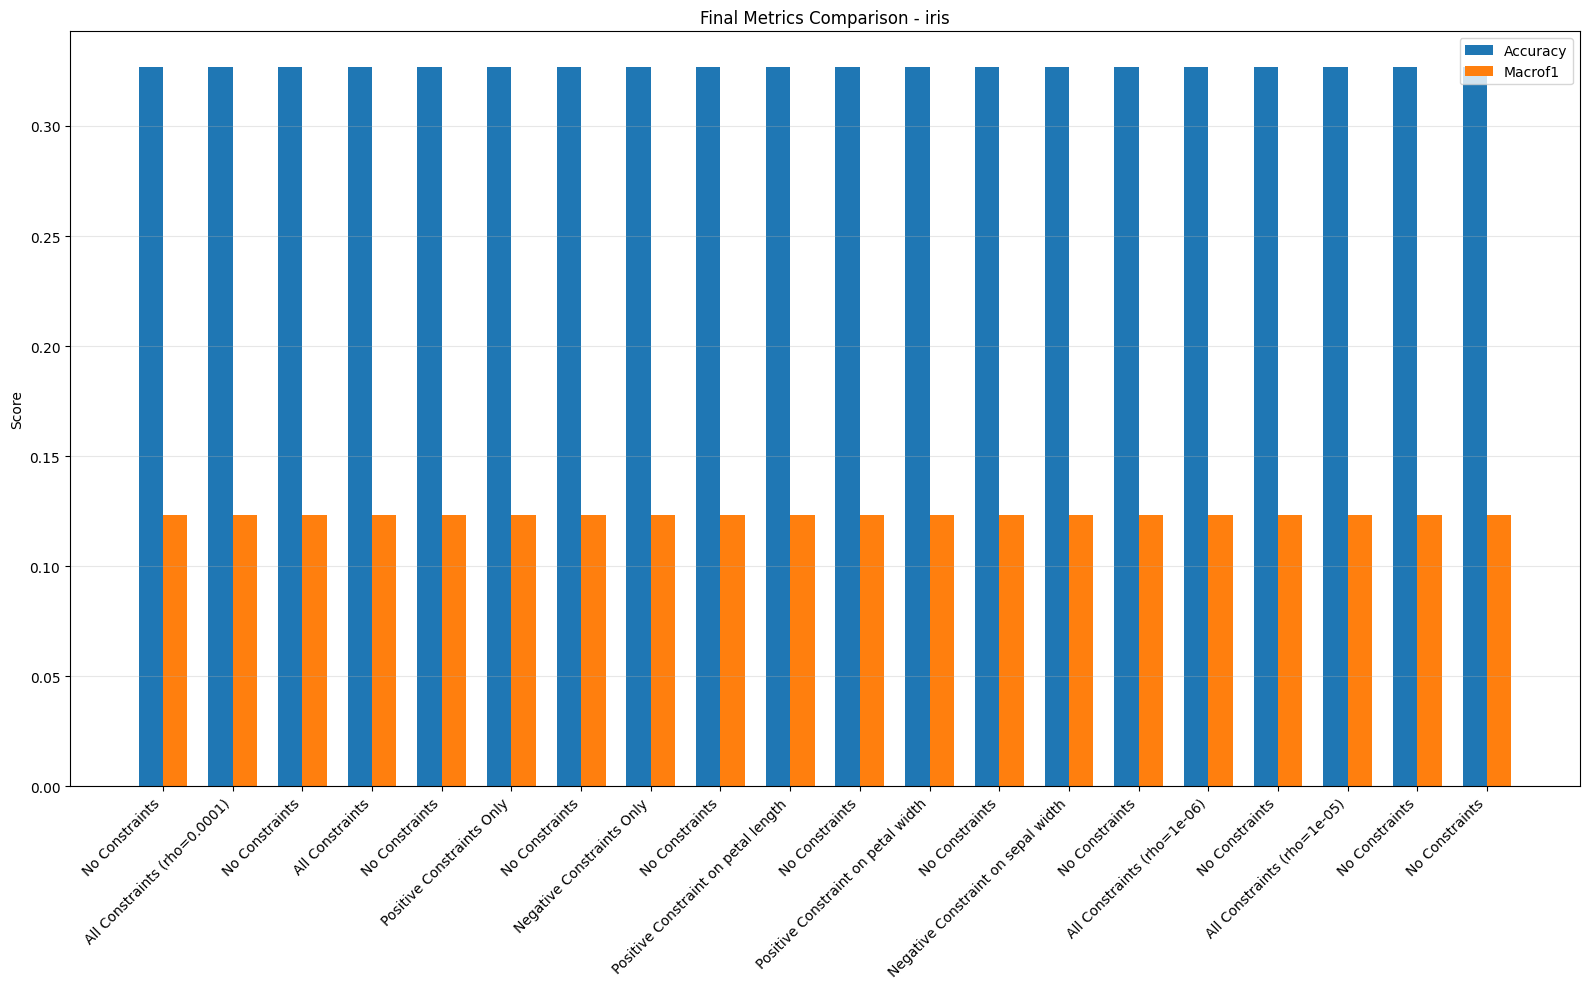 Final Metrics Comparison - iris
Accuracy
Macrof1
Score
0.30
0.25
0.20
0.15
0.10
0.05
0.00
No Constraints
All Constraints (rho=0.0001)
No Constraints
All Constraints
No Constraints
Positive Constraints Only
No Constraints
Negative Constraints Only
No Constraints
Positive Constraint on petal length
No Constraints
Positive Constraint on petal width
No Constraints
Negative Constraint on sepal width
No Constraints
All Constraints (rho=1e-06)
No Constraints
All Constraints (rho=1e-05)
No Constraints
No Constraints